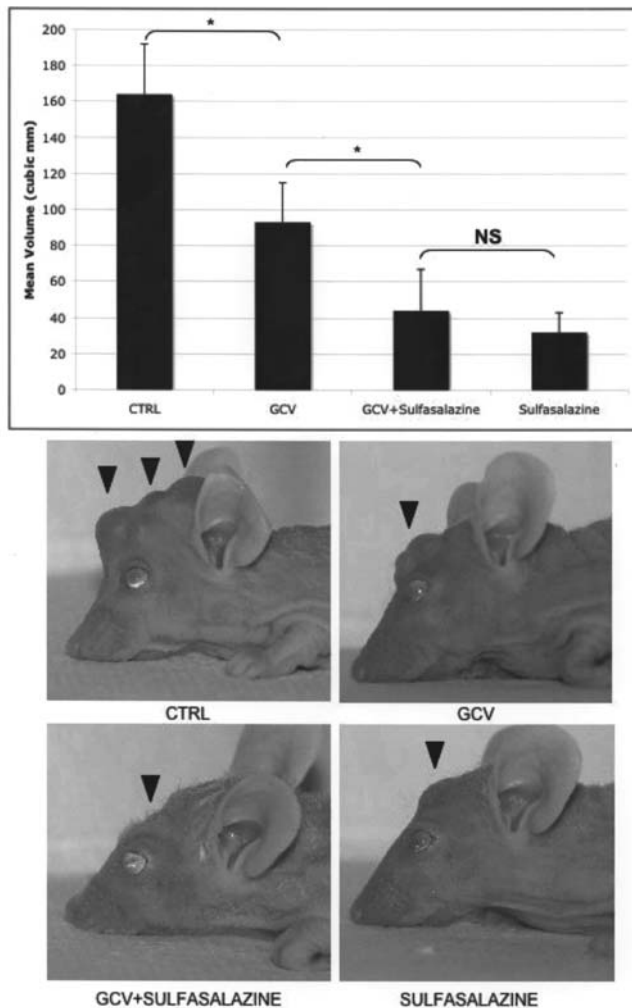 200
*
180
160
140
*
120
100
NS
80
60
40
20
0
Mean Volume (cubic mm)
CTRL GCV GCV+Sulfasalazine Sulfasalazine
CTRL GCV
GCV+SULFASALAZINE SULFASALAZINE